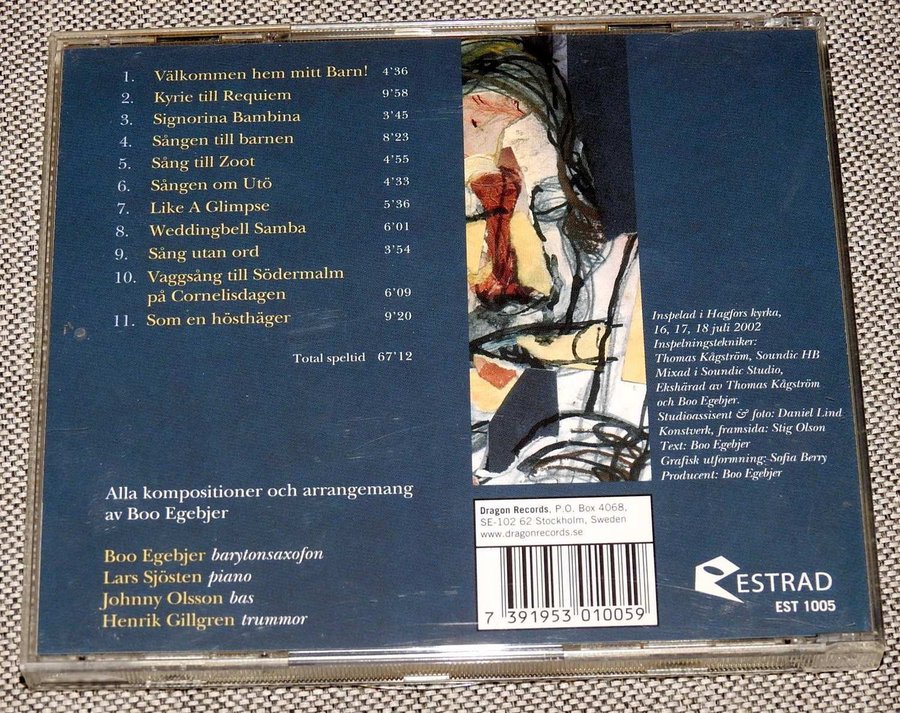 1. Välkommen hem mitt Barn! 4'36
2. Kyrie till Requiem 9'58
3. Signorina Bambina 3'45
4. Sången till barnen 8'23
5. Sång till Zoot 4'55
6. Sången om Utö 4'33
7. Like A Glimpse 5'36
8. Weddingbell Samba 6'01
9. Sång utan ord 3'54
10. Vaggsång till Södermalm
på Cornelisdagen 6'09
11. Som en hösthäger 9'20
Total speltid 67'12
Alla kompositioner och arrangemang
av Boo Egebjer
Boo Egebjer barytonsaxofon
Lars Sjösten piano
Johnny Olsson bas
Henrik Gillgren trummor
Inspelad i Hagfors kyrka,
16, 17, 18 juli 2002
Inspelningstekniker:
Thomas Kågström, Soundic HB
Mixad i Soundic Studio,
Ekshärad av Thomas Kågström
och Boo Egebjer.
Studioassisent & foto: Daniel Lind
Konstverk, framsida: Stig Olson
Text: Boo Egebjer
Grafisk utformning: Sofia Berry
Producent: Boo Egebjer
Dragon Records, P.O. Box 4068,
SE-102 62 Stockholm, Sweden
www.dragonrecords.se
7 391953 010059
ESTRAD
EST 1005